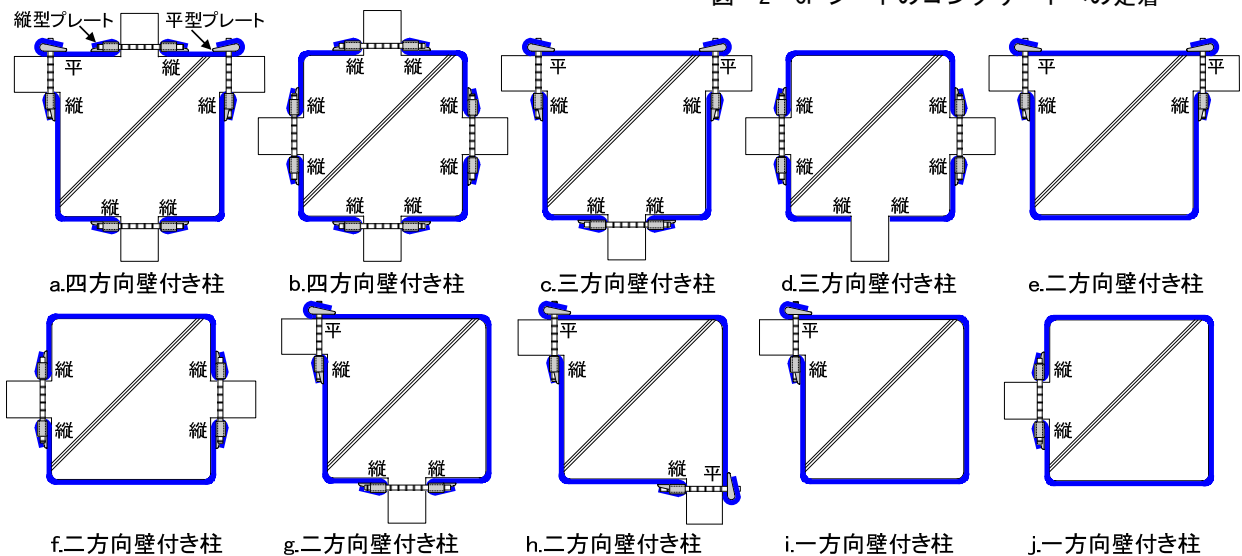 縦型プレート 平型プレート
平 縦 縦 縦 縦 縦
a.四方向壁付き柱
縦 縦 縦 縦 縦 縦 縦 縦
b.四方向壁付き柱
平 平 縦 縦 縦 縦
c.三方向壁付き柱
縦 縦 縦 縦 縦 縦
d.三方向壁付き柱
平 平 縦 縦
e.二方向壁付き柱
縦 縦 縦 縦
f.二方向壁付き柱
平 縦 縦 縦
g.二方向壁付き柱
平 縦 縦 平
h.二方向壁付き柱
平 縦
i.一方向壁付き柱
縦 縦
j.一方向壁付き柱